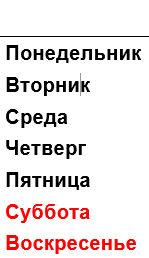 Понедельник
Вторник
Среда
Четверг
Пятница
Суббота
Воскресенье